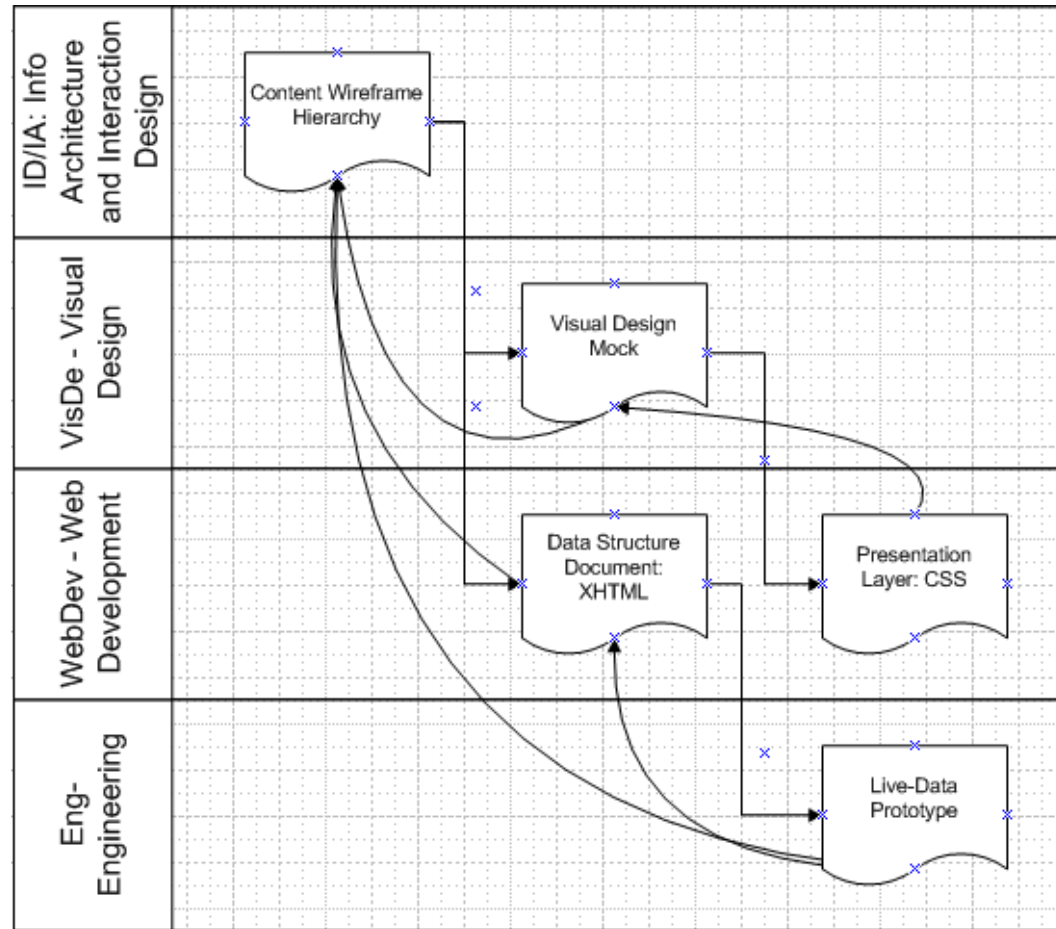 ID/IA: Info
Architecture
and Interaction
Design
Content Wireframe
Hierarchy
VisDe - Visual
Design
Visual Design
Mock
WebDev - Web
Development
Data Structure
Document:
XHTML
Presentation
Layer: CSS
Eng-
Engineering
Live-Data
Prototype